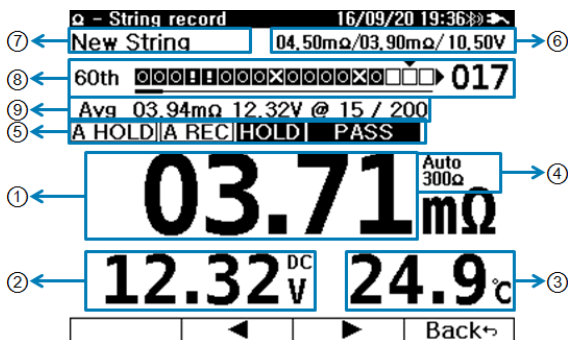 Ω – String record 16/09/20 19:36
⑦ New String 04.50mΩ/03.90mΩ/10.50V ⑥
⑧ 60th 000!!000X0000X0 017
⑨ Avg 03.94mΩ 12.32V @ 15 / 200
⑤ A HOLD A REC HOLD PASS
① 03.71 mΩ Auto 300Ω ④
② 12.32 DC V 24.9 °C ③
◀ ▶ Back↰